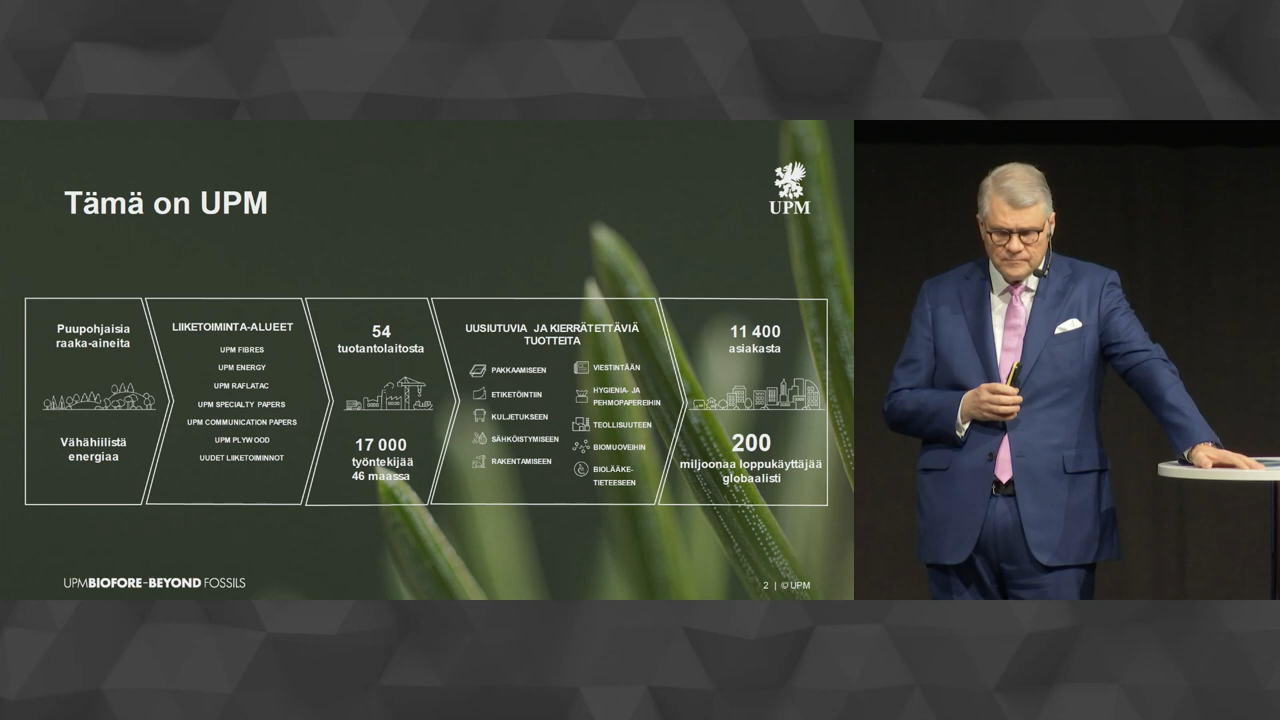 Tämä on UPM
UPM
Puupohjaisia
raaka-aineita
Vähähiilistä
energiaa
LIIKETOIMINTA-ALUEET
UPM FIBRES
UPM ENERGY
UPM RAFLATAC
UPM SPECIALTY PAPERS
UPM COMMUNICATION PAPERS
UPM PLYWOOD
UUDET LIIKETOIMINNOT
54
tuotantolaitosta
17 000
työntekijää
46 maassa
UUSIUTUVIA JA KIERRÄTETTÄVIÄ
TUOTTEITA
PAKKAAMISEEN
ETIKETÖINTIIN
KULJETUKSEEN
SÄHKÖISTYMISEEN
RAKENTAMISEEN
VIESTINTÄÄN
HYGIENIA- JA
PEHMOPAPEREIHIN
TEOLLISUUTEEN
BIOMUOVEIHIN
BIOLÄÄKE-
TIETEESEEN
11 400
asiakasta
200
miljoonaa loppukäyttäjää
globaalisti
UPMBIOFORE-BEYOND FOSSILS
2 | © UPM